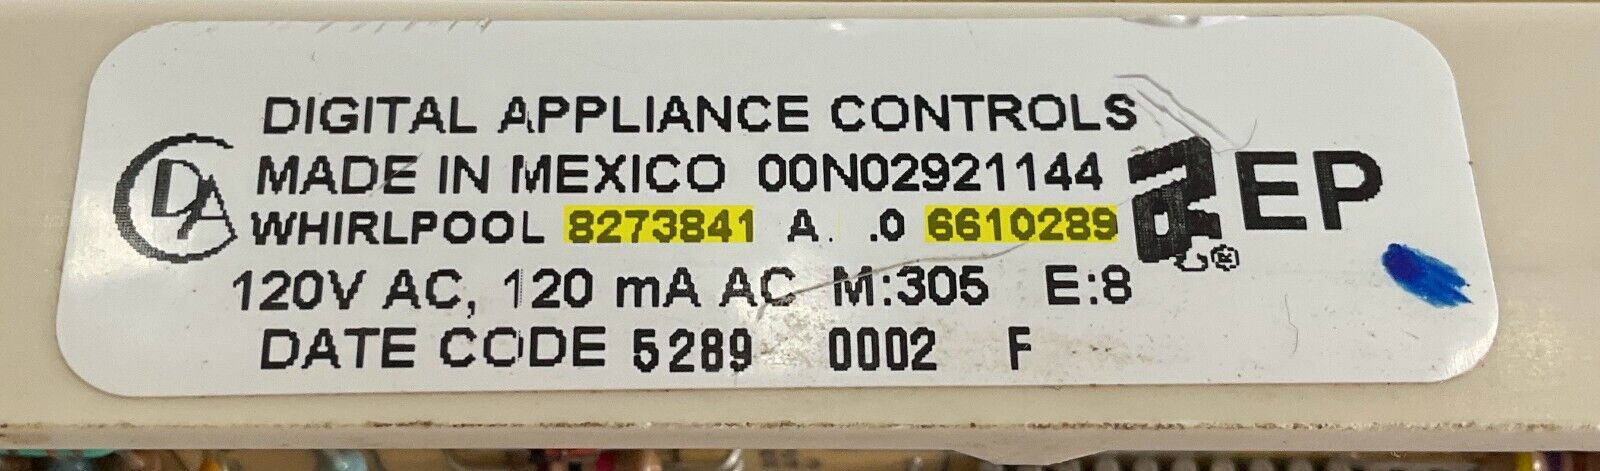 DIGITAL APPLIANCE CONTROLS
DA MADE IN MEXICO 00N02921144 EP
WHIRLPOOL 8273841 A. .0 6610289 ®
120V AC, 120 mA AC M:305 E:8
DATE CODE 5289 0002 F